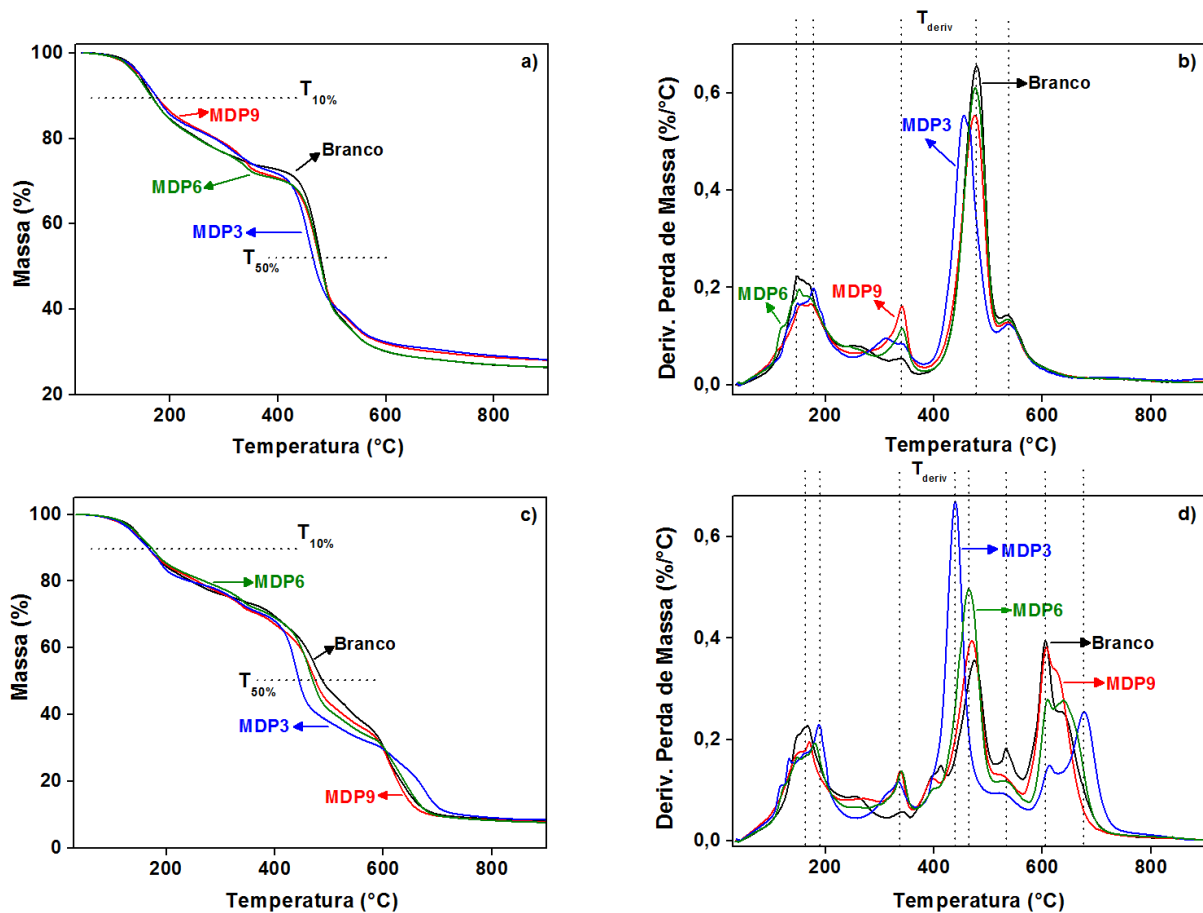 a)
Massa (%)
100
80
60
40
20
T10%
MDP9
Branco
MDP6
MDP3
T50%
200 400 600 800
Temperatura (°C)
b)
Tderiv
Deriv. Perda de Massa (%/°C)
0,6
0,4
0,2
0,0
Branco
MDP3
MDP6
MDP9
200 400 600 800
Temperatura (°C)
c)
Massa (%)
100
80
60
40
20
0
T10%
MDP6
Branco
T50%
MDP3
MDP9
200 400 600 800
Temperatura (°C)
d)
Tderiv
Deriv. Perda de Massa (%/°C)
0,6
0,4
0,2
0,0
MDP3
MDP6
Branco
MDP9
200 400 600 800
Temperatura (°C)